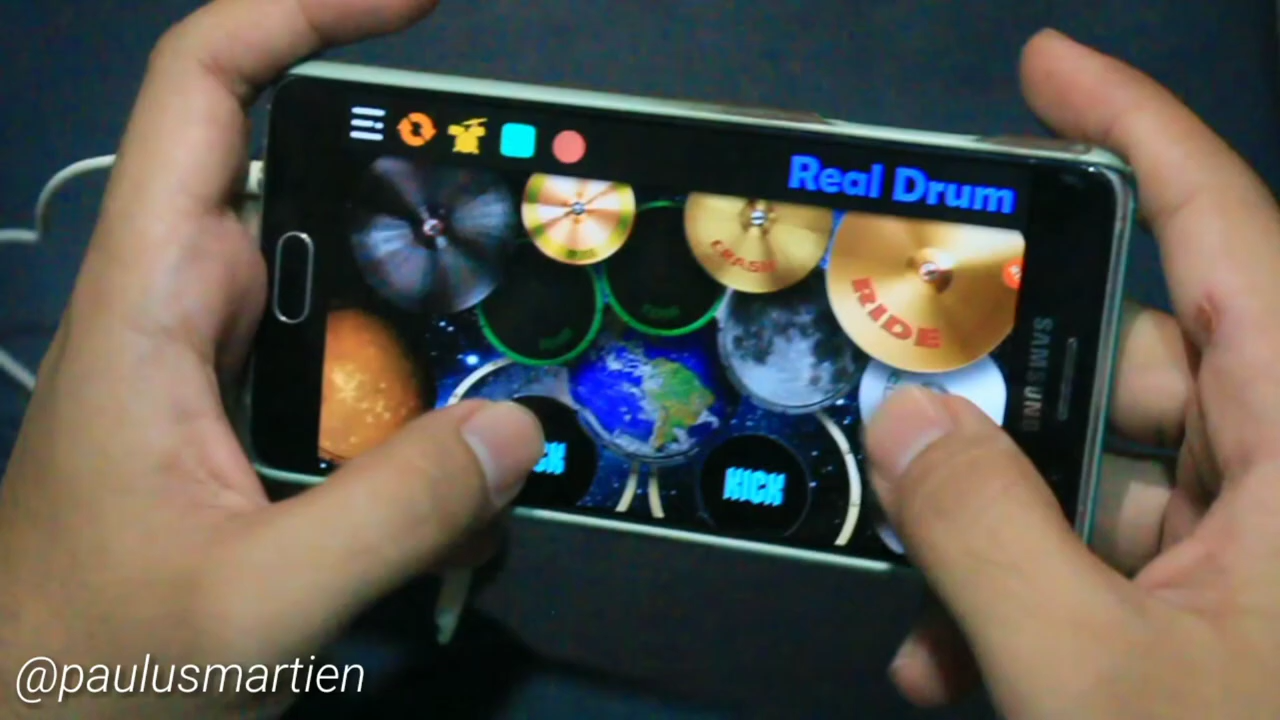 Real Drum
CRASH
RIDE
SAMSUNG
KICK
@paulusmartien